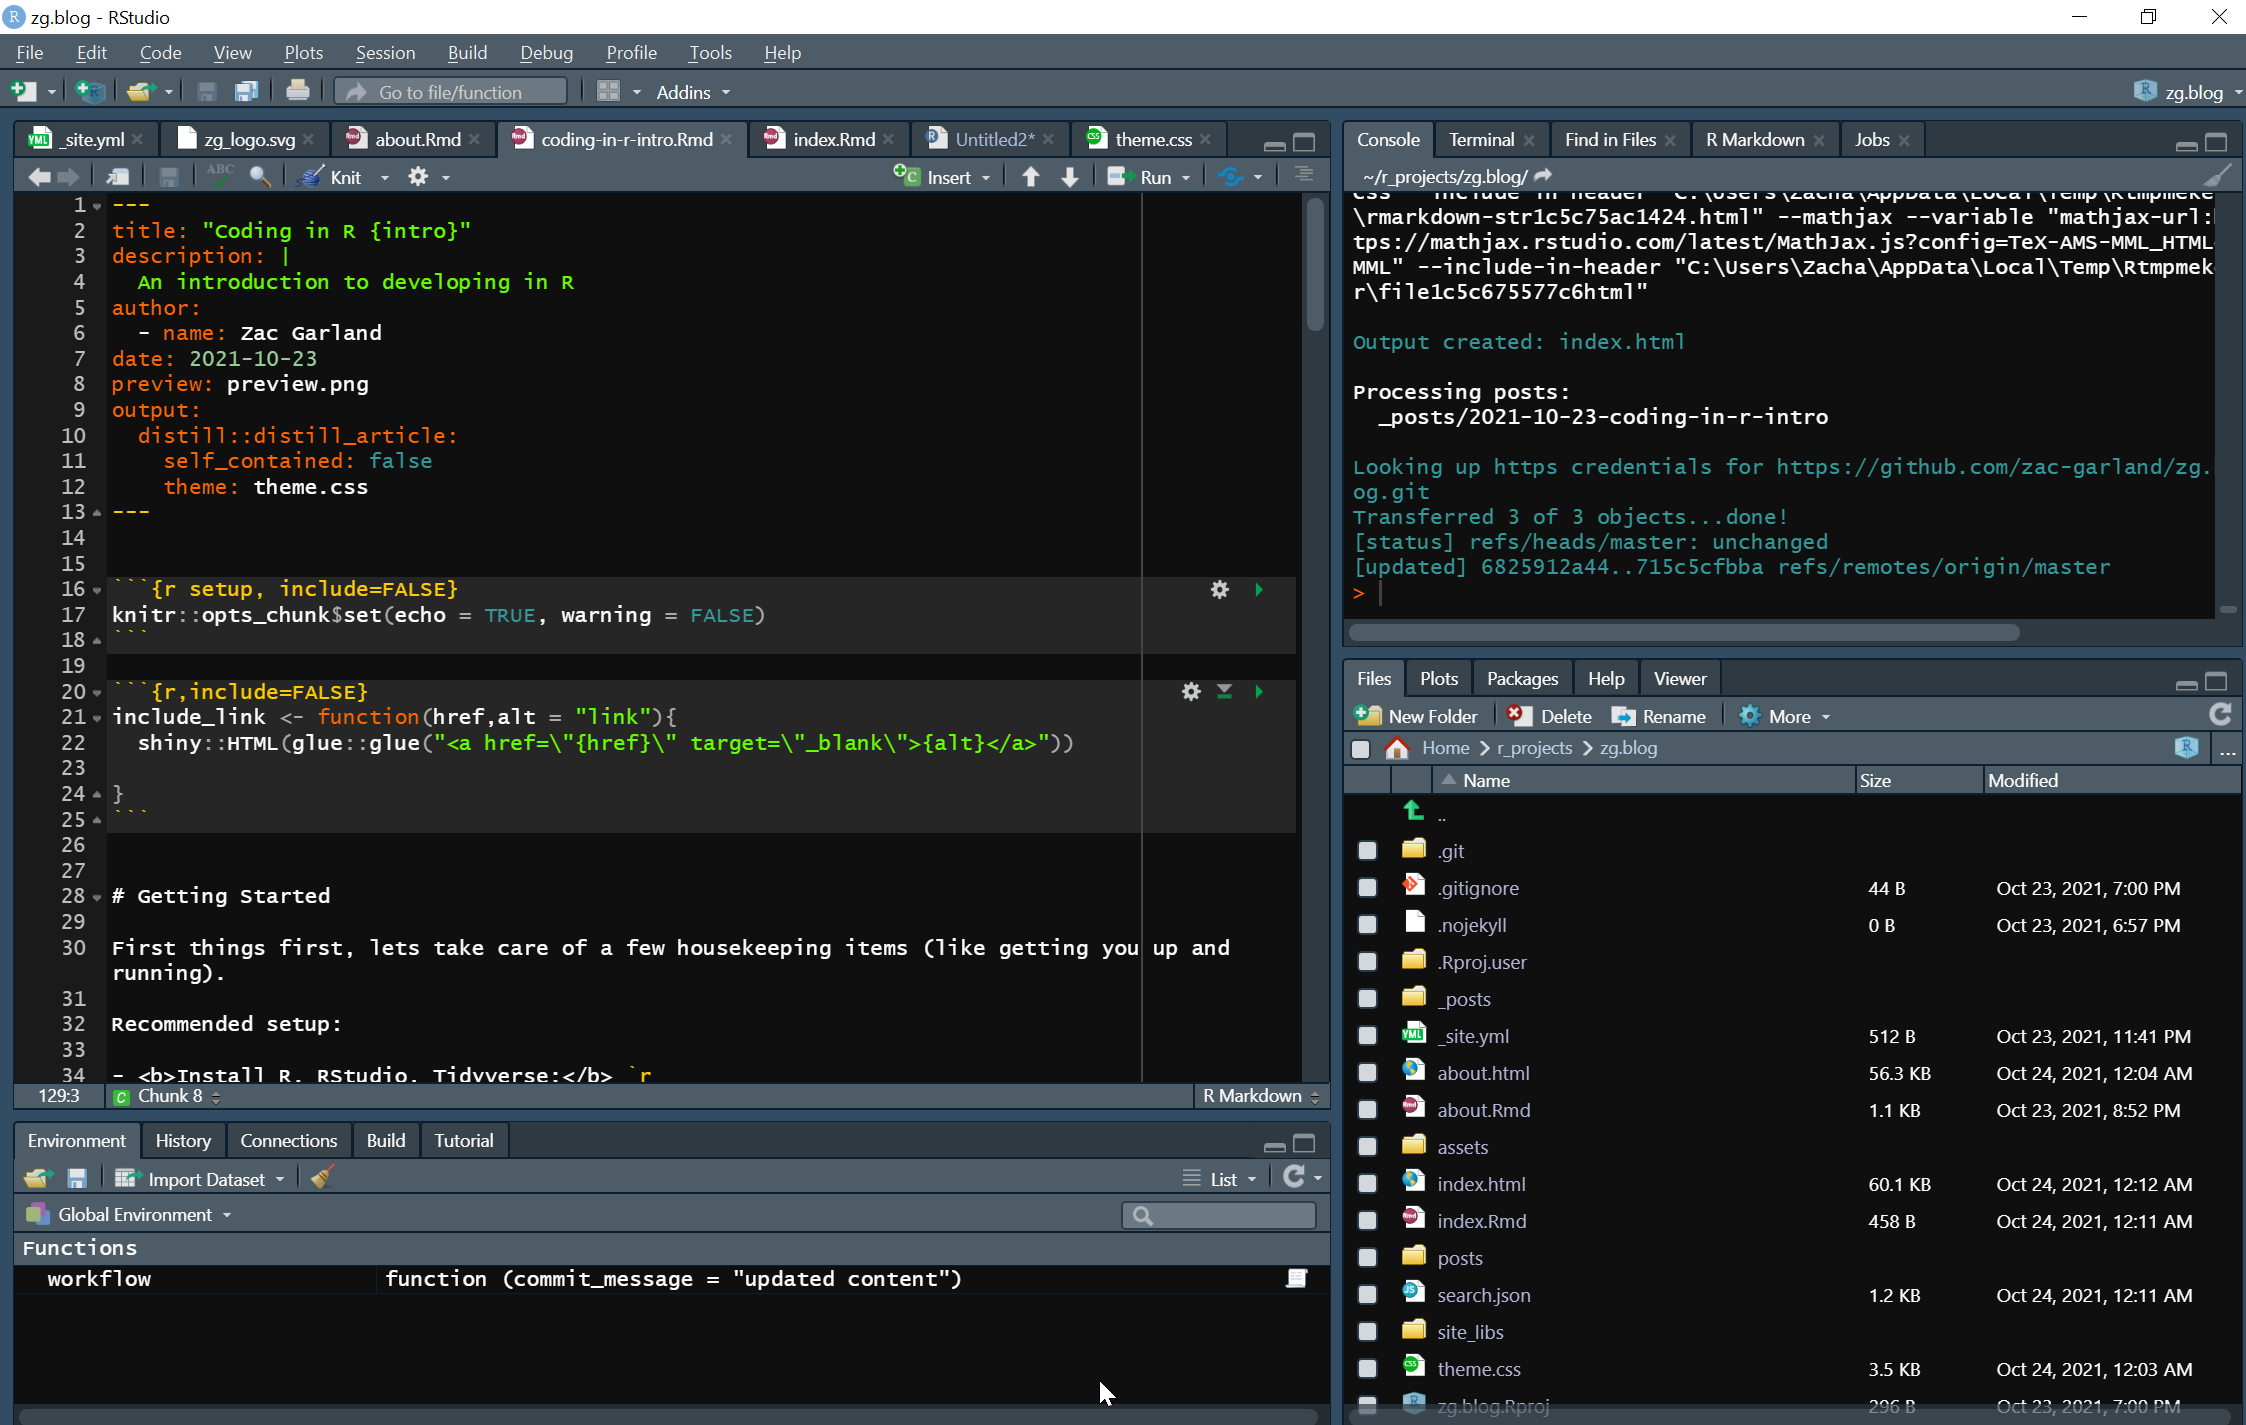 zg.blog - RStudio
File Edit Code View Plots Session Build Debug Profile Tools Help
Go to file/function Addins zg.blog
_site.yml zg_logo.svg about.Rmd coding-in-r-intro.Rmd index.Rmd Untitled2* theme.css
ABC Knit Insert Run
1 ---
2 title: "Coding in R {intro}"
3 description: |
4 An introduction to developing in R
5 author:
6 - name: Zac Garland
7 date: 2021-10-23
8 preview: preview.png
9 output:
10 distill::distill_article:
11 self_contained: false
12 theme: theme.css
13 ---
14
15
16 ```{r setup, include=FALSE}
17 knitr::opts_chunk$set(echo = TRUE, warning = FALSE)
18 ```
19
20 ```{r,include=FALSE}
21 include_link <- function(href,alt = "link"){
22 shiny::HTML(glue::glue("<a href=\"{href}\" target=\"_blank\">{alt}</a>"))
23
24 }
25 ```
26
27
28 # Getting Started
29
30 First things first, lets take care of a few housekeeping items (like getting you up and
running).
31
32 Recommended setup:
33
34 - <b>Install R, RStudio, Tidyverse:</b> `r
129:3 Chunk 8 R Markdown
Environment History Connections Build Tutorial
Import Dataset List
Global Environment
Functions
workflow function (commit_message = "updated content")
Console Terminal Find in Files R Markdown Jobs
~/r_projects/zg.blog/
css" --include-in-header "C:\Users\Zacha\AppData\Local\Temp\Rtmpmek
\rmarkdown-str1c5c75ac1424.html" --mathjax --variable "mathjax-url:
tps://mathjax.rstudio.com/latest/MathJax.js?config=TeX-AMS-MML_HTML
MML" --include-in-header "C:\Users\Zacha\AppData\Local\Temp\Rtmpmek
r\file1c5c675577c6html"
Output created: index.html
Processing posts:
_posts/2021-10-23-coding-in-r-intro
Looking up https credentials for https://github.com/zac-garland/zg.
og.git
Transferred 3 of 3 objects...done!
[status] refs/heads/master: unchanged
[updated] 6825912a44..715c5cfbba refs/remotes/origin/master
>
Files Plots Packages Help Viewer
New Folder Delete Rename More
Home r_projects zg.blog ...
Name Size Modified
..
.git
.gitignore 44 B Oct 23, 2021, 7:00 PM
.nojekyll 0 B Oct 23, 2021, 6:57 PM
.Rproj.user
_posts
_site.yml 512 B Oct 23, 2021, 11:41 PM
about.html 56.3 KB Oct 24, 2021, 12:04 AM
about.Rmd 1.1 KB Oct 23, 2021, 8:52 PM
assets
index.html 60.1 KB Oct 24, 2021, 12:12 AM
index.Rmd 458 B Oct 24, 2021, 12:11 AM
posts
search.json 1.2 KB Oct 24, 2021, 12:11 AM
site_libs
theme.css 3.5 KB Oct 24, 2021, 12:03 AM
zg.blog.Rproj 296 B Oct 23, 2021, 7:00 PM